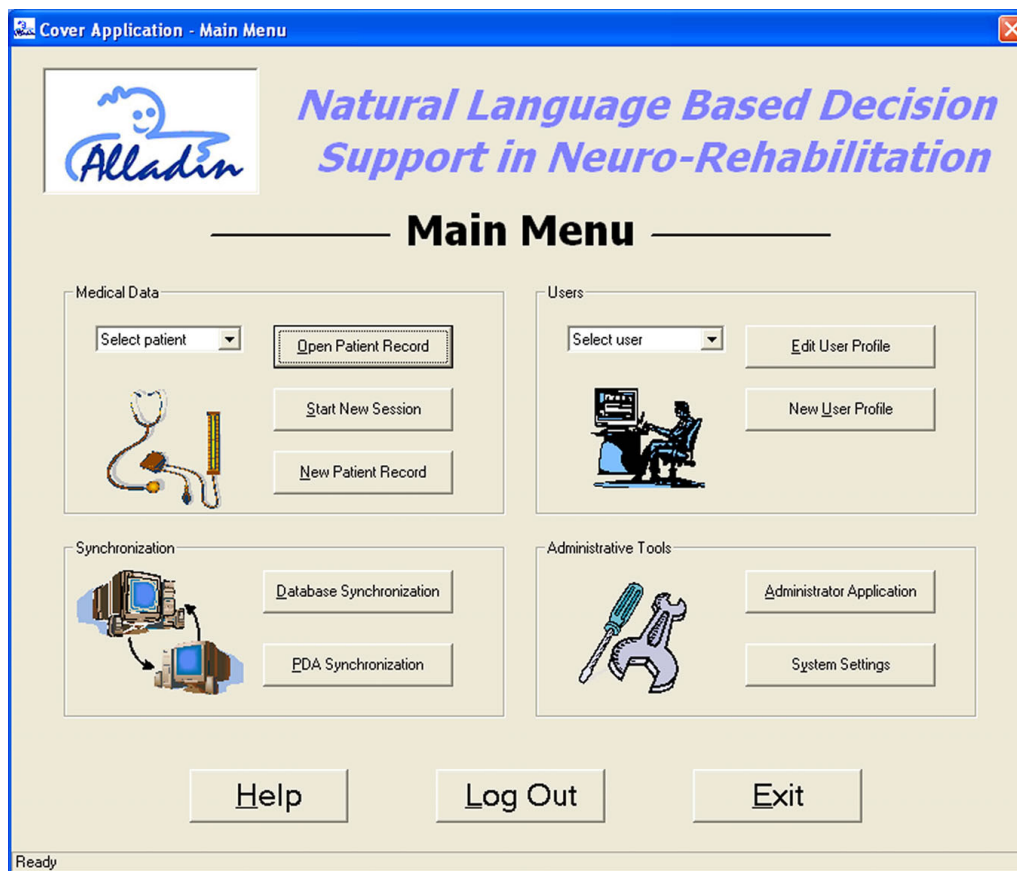 Cover Application - Main Menu
Alladin
Natural Language Based Decision
Support in Neuro-Rehabilitation
Main Menu
Medical Data
Select patient
Open Patient Record
Start New Session
New Patient Record
Users
Select user
Edit User Profile
New User Profile
Synchronization
Database Synchronization
PDA Synchronization
Administrative Tools
Administrator Application
System Settings
Help
Log Out
Exit
Ready